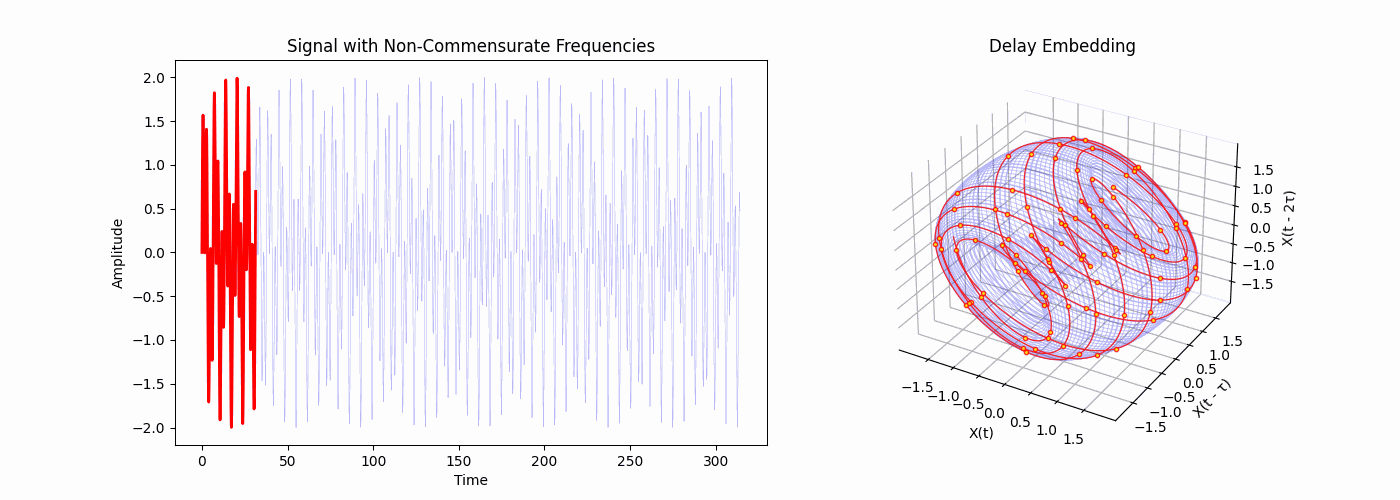 Signal with Non-Commensurate Frequencies
2.0
1.5
1.0
0.5
0.0
−0.5
−1.0
−1.5
−2.0
Amplitude
0 50 100 150 200 250 300
Time
Delay Embedding
1.5
1.0
0.5
0.0
−0.5
−1.0
−1.5
X(t - 2τ)
1.5
1.0
0.5
0.0
−0.5
−1.0
−1.5
X(t - τ)
−1.5 −1.0 −0.5 0.0 0.5 1.0 1.5
X(t)